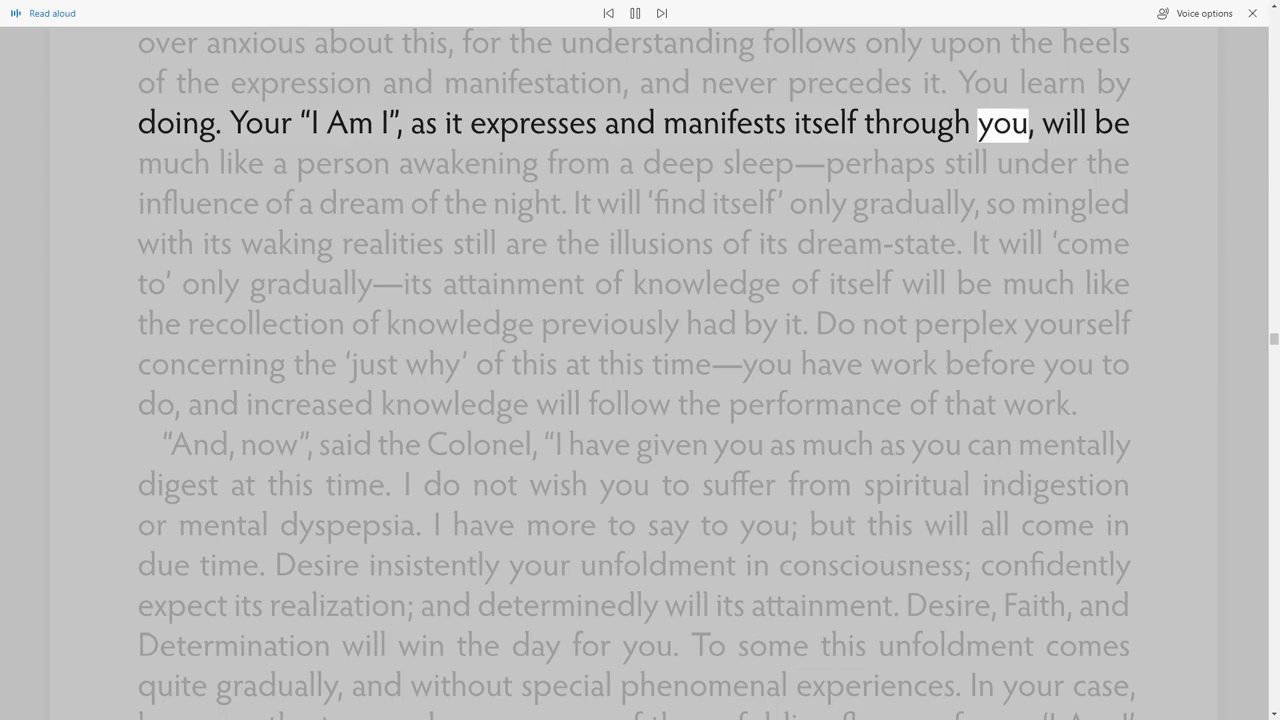 Read aloud
Voice options
over anxious about this, for the understanding follows only upon the heels
of the expression and manifestation, and never precedes it. You learn by
doing. Your “I Am I”, as it expresses and manifests itself through you, will be
much like a person awakening from a deep sleep—perhaps still under the
influence of a dream of the night. It will ‘find itself’ only gradually, so mingled
with its waking realities still are the illusions of its dream-state. It will ‘come
to’ only gradually—its attainment of knowledge of itself will be much like
the recollection of knowledge previously had by it. Do not perplex yourself
concerning the ‘just why’ of this at this time—you have work before you to
do, and increased knowledge will follow the performance of that work.
“And, now”, said the Colonel, “I have given you as much as you can mentally
digest at this time. I do not wish you to suffer from spiritual indigestion
or mental dyspepsia. I have more to say to you; but this will all come in
due time. Desire insistently your unfoldment in consciousness; confidently
expect its realization; and determinedly will its attainment. Desire, Faith, and
Determination will win the day for you. To some this unfoldment comes
quite gradually, and without special phenomenal experiences. In your case,